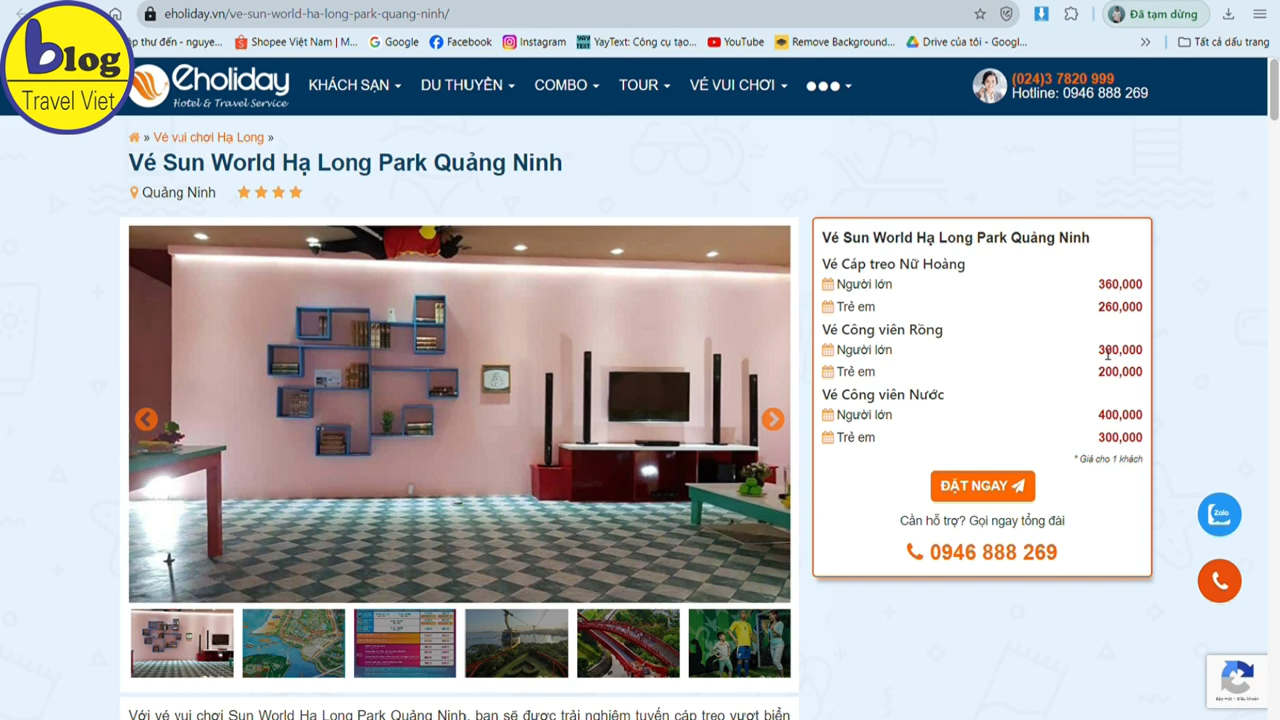 eholiday.vn/ve-sun-world-ha-long-park-quang-ninh/
Đã tạm dừng
ập thư đến - nguye...
Shopee Việt Nam | M...
Google
Facebook
Instagram
YayText: Công cụ tạo...
YouTube
Remove Background...
Drive của tôi - Goog...
Tất cả dấu trang
blog
Travel Viet
eholiday
Hotel & Travel Service
KHÁCH SẠN
DU THUYỀN
COMBO
TOUR
VÉ VUI CHƠI
(024)3 7820 999
Hotline: 0946 888 269
» Vé vui chơi Hạ Long »
Vé Sun World Hạ Long Park Quảng Ninh
Quảng Ninh
Vé Sun World Hạ Long Park Quảng Ninh
Vé Cáp treo Nữ Hoàng
Người lớn 360,000
Trẻ em 260,000
Vé Công viên Rồng
Người lớn 300,000
Trẻ em 200,000
Vé Công viên Nước
Người lớn 400,000
Trẻ em 300,000
* Giá cho 1 khách
ĐẶT NGAY
Cần hỗ trợ? Gọi ngay tổng đài
0946 888 269
Zalo
Với vé vui chơi Sun World Hạ Long Park Quảng Ninh, bạn sẽ được trải nghiệm tuyến cáp treo vượt biển